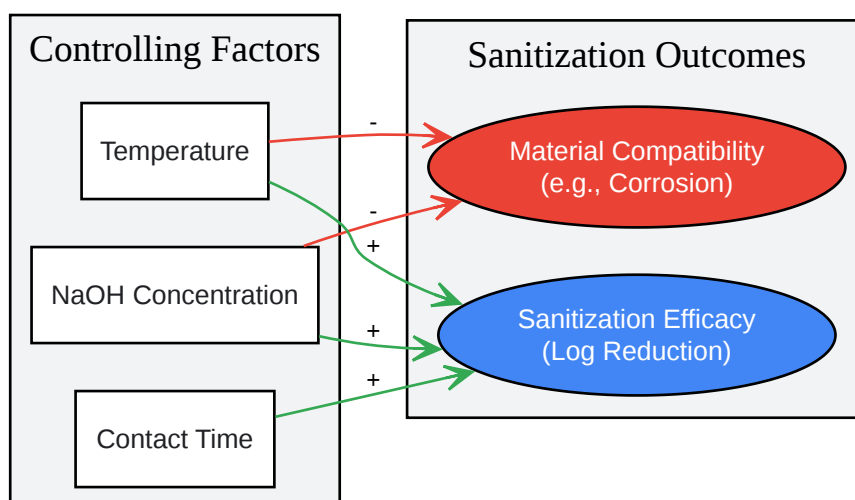 Controlling Factors
Temperature
NaOH Concentration
Contact Time
-
-
+
+
+
Sanitization Outcomes
Material Compatibility
(e.g., Corrosion)
Sanitization Efficacy
(Log Reduction)